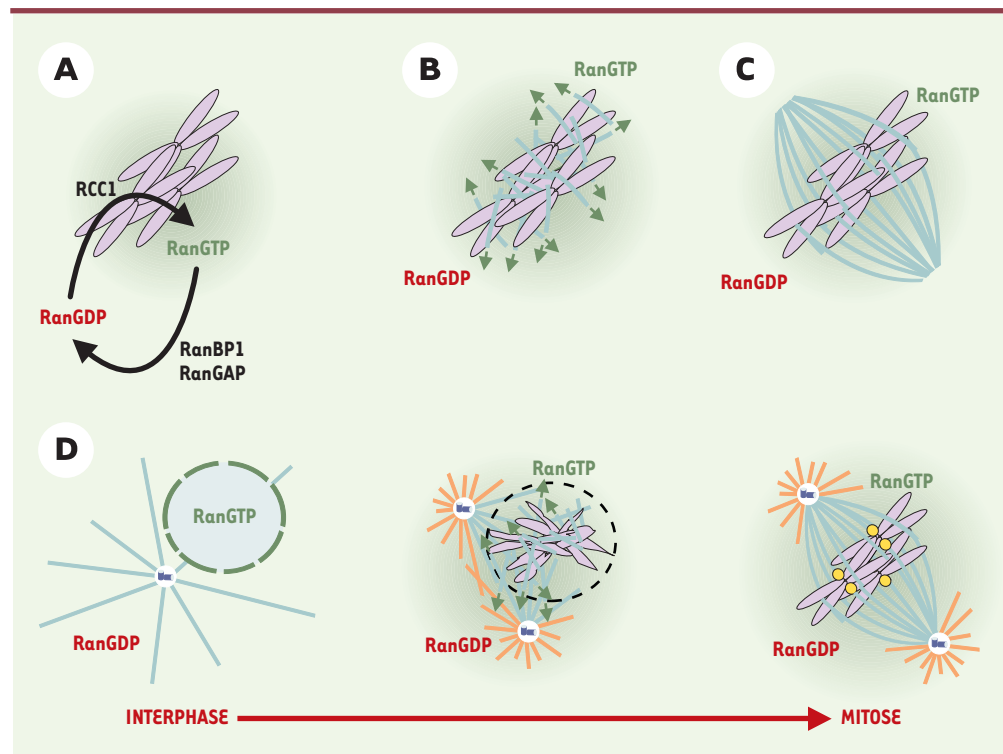 A
RCC1
RanGTP
RanGDP
RanBP1
RanGAP
B
RanGTP
RanGDP
C
RanGTP
RanGDP
D
RanGTP
RanGDP
RanGTP
RanGDP
RanGTP
RanGDP
INTERPHASE
MITOSE